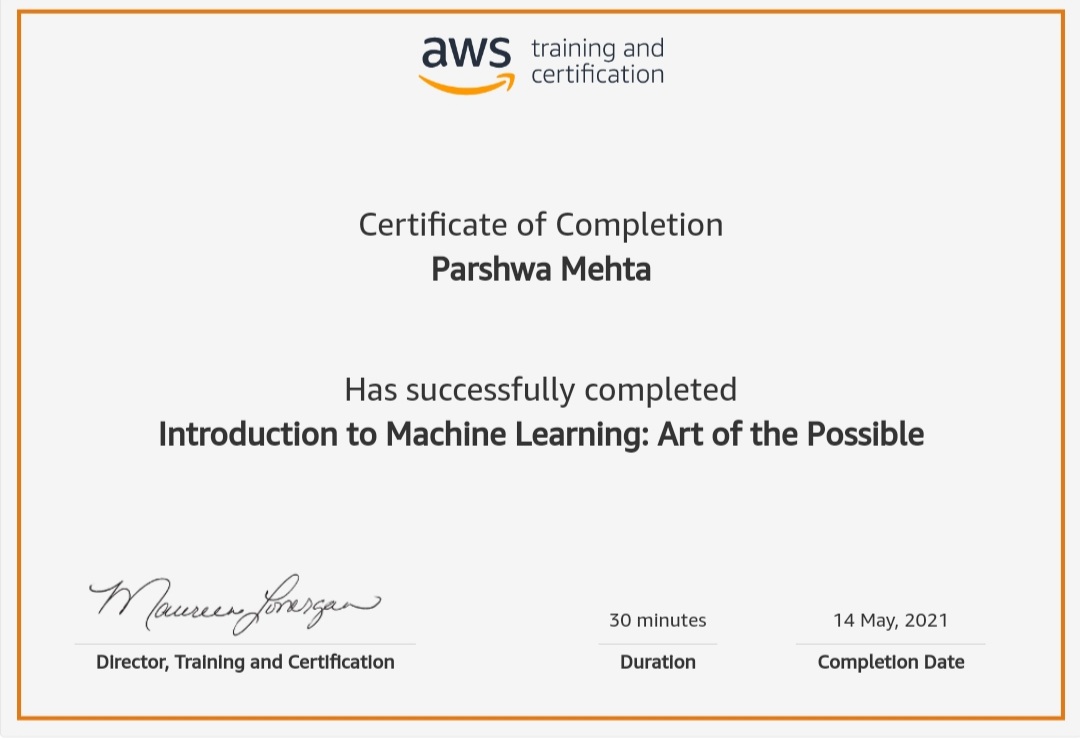 aws training and
certification
Certificate of Completion
Parshwa Mehta
Has successfully completed
Introduction to Machine Learning: Art of the Possible
Maureen Lonergan
30 minutes
14 May, 2021
Director, Training and Certification
Duration
Completion Date